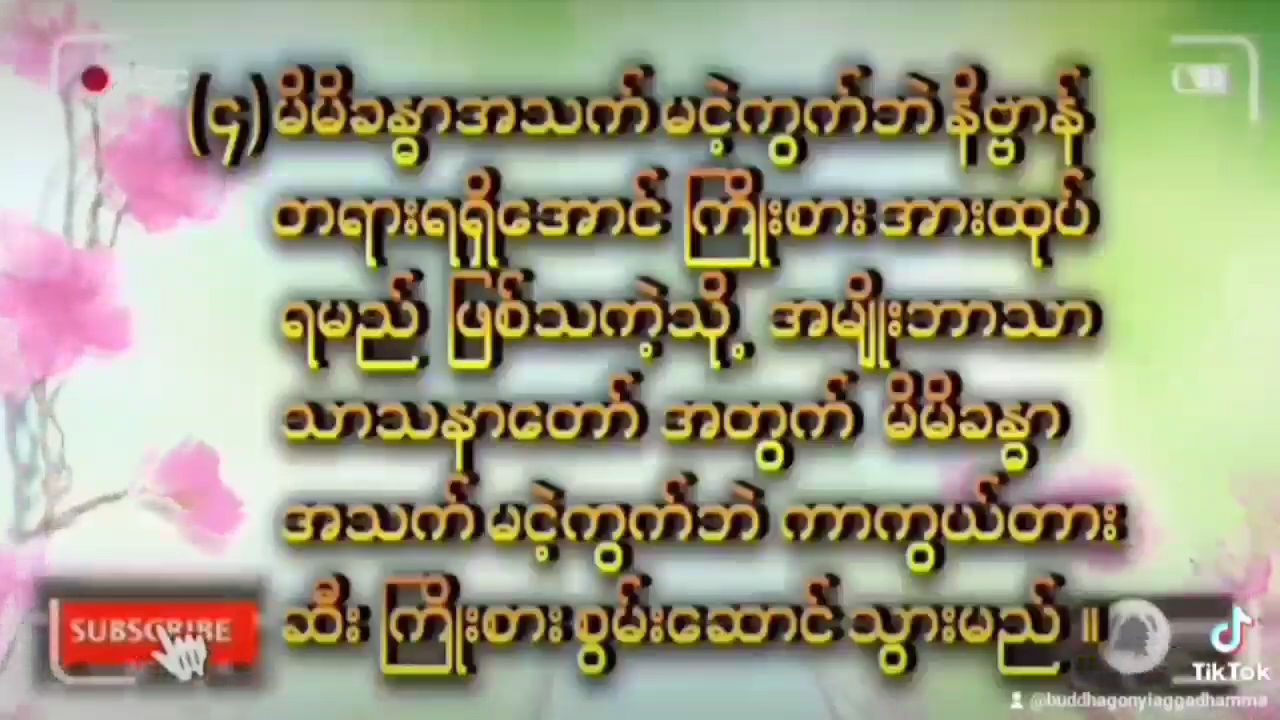 (၄) မိမိခန္ဓာအသက် မငဲ့ကွက်ဘဲ နိဗ္ဗာန်
တရားရရှိအောင် ကြိုးစား အားထုပ်
ရမည် ဖြစ်သကဲ့သို့ အမျိုးဘာသာ
သာသနာတော် အတွက် မိမိခန္ဓာ
အသက် မငဲ့ကွက်ဘဲ ကာကွယ်တား
ဆီး ကြိုးစား စွမ်းဆောင် သွားမည် ။
SUBSCRIBE
TikTok
@buddhagonyiaggadhamma